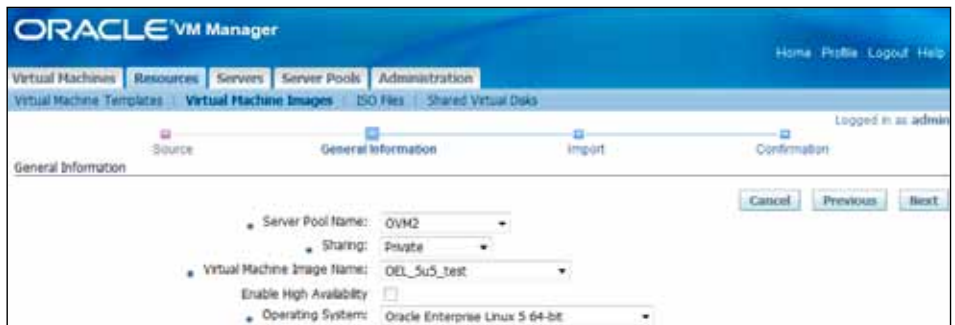 ORACLE VM Manager
Home Profile Logout Help
Virtual Machines Resources Servers Server Pools Administration
Virtual Machine Templates | Virtual Machine Images | ISO Files | Shared Virtual Disks
Logged in as admin
Source General Information Import Confirmation
General Information
Cancel Previous Next
Server Pool Name: OVM2
Sharing: Private
Virtual Machine Image Name: OEL_5u5_test
Enable High Availability
Operating System: Oracle Enterprise Linux 5 64-bit